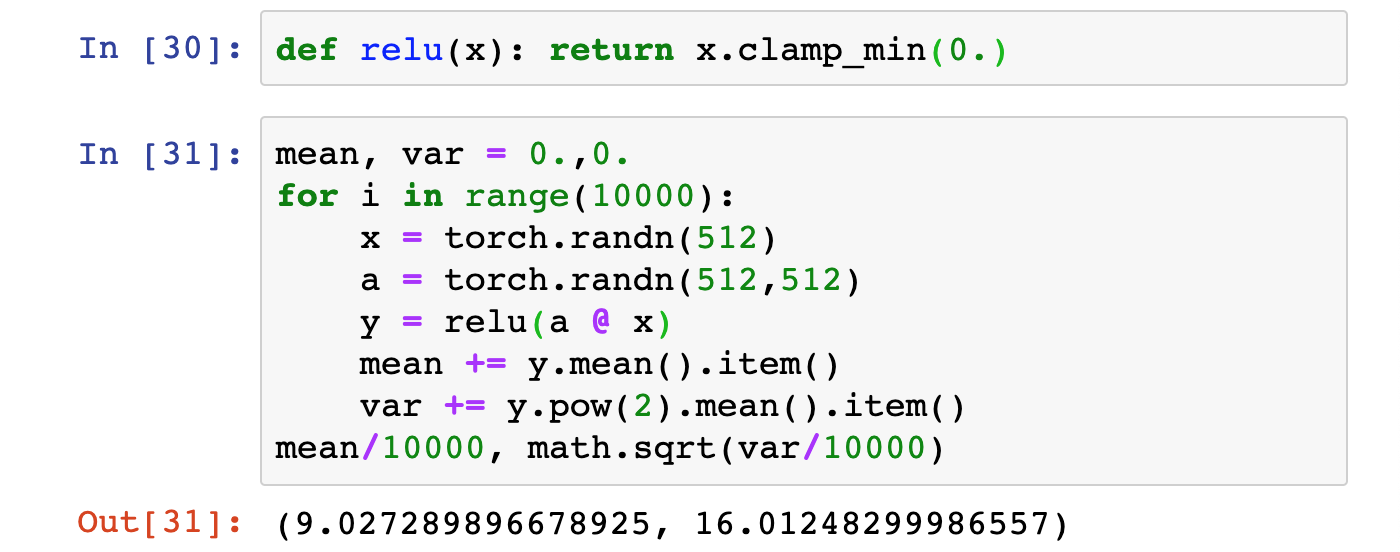 In [30]: def relu(x): return x.clamp_min(0.)
In [31]: mean, var = 0.,0.
for i in range(10000):
    x = torch.randn(512)
    a = torch.randn(512,512)
    y = relu(a @ x)
    mean += y.mean().item()
    var += y.pow(2).mean().item()
mean/10000, math.sqrt(var/10000)
Out[31]: (9.027289896678925, 16.01248299986557)